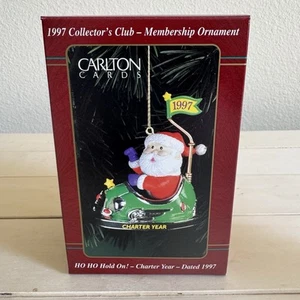 1997 Collector's Club – Membership Ornament
CARLTON
CARDS
1997
CHARTER YEAR
HO HO Hold On! – Charter Year – Dated 1997